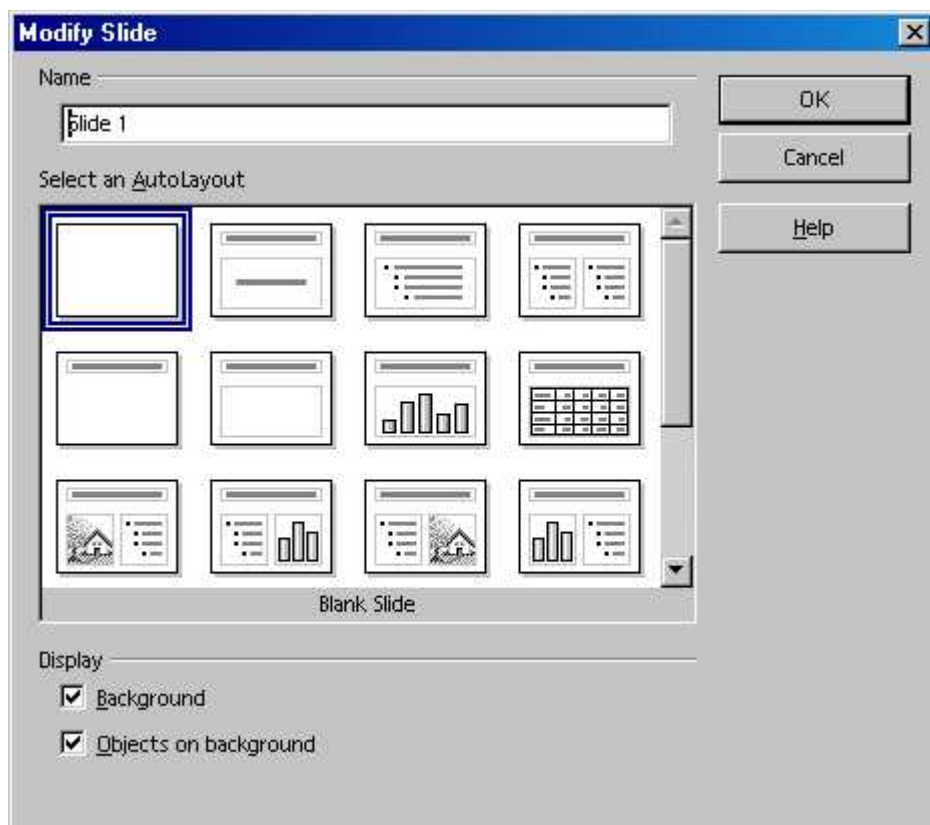 Modify Slide
Name
Slide 1
OK
Cancel
Select an AutoLayout
Help
Blank Slide
Display
Background
Objects on background